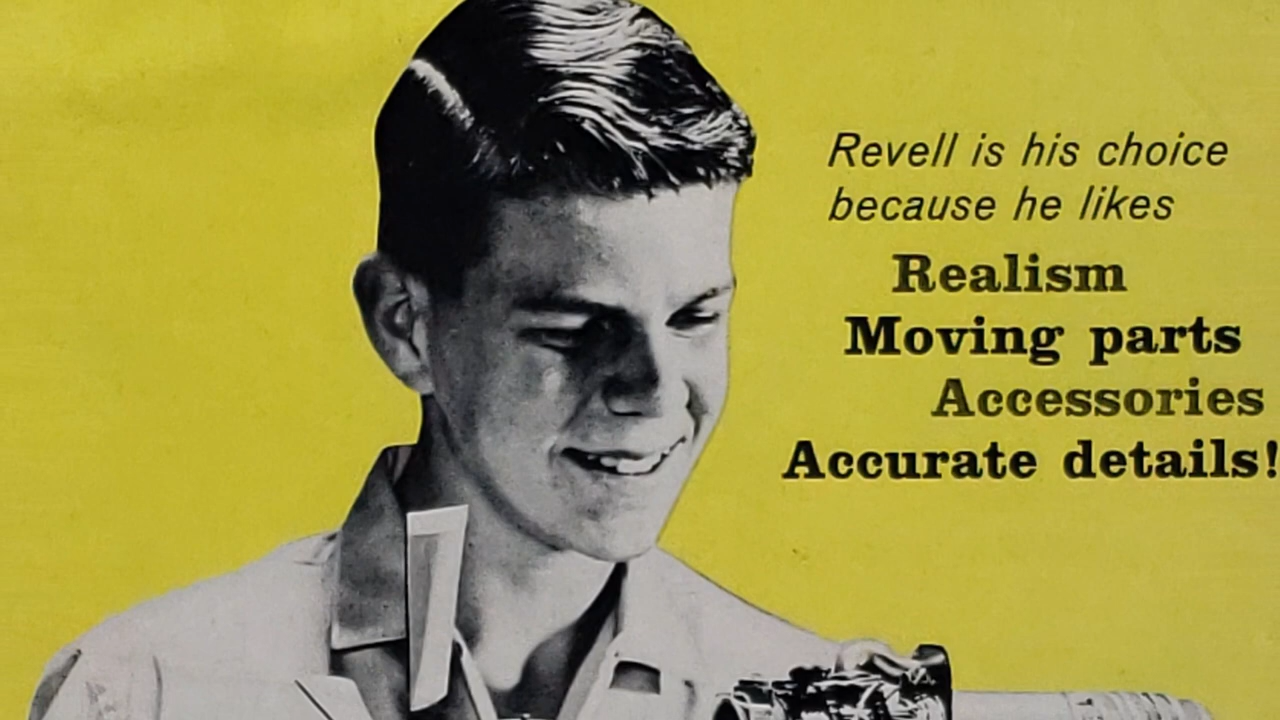 Revell is his choice
because he likes
Realism
Moving parts
Accessories
Accurate details!